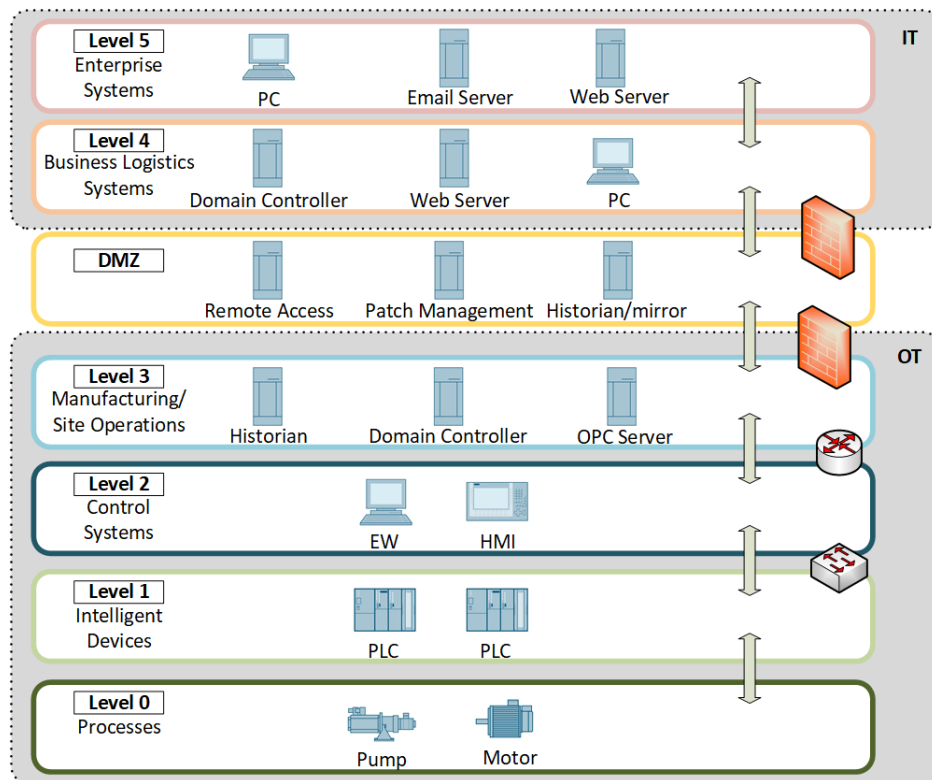 Level 5
IT
Enterprise
Systems
PC
Email Server
Web Server
Level 4
Business Logistics
Systems
Domain Controller
Web Server
PC
DMZ
Remote Access
Patch Management
Historian/mirror
OT
Level 3
Manufacturing/
Site Operations
Historian
Domain Controller
OPC Server
Level 2
Control
Systems
EW
HMI
Level 1
Intelligent
Devices
PLC
PLC
Level 0
Processes
Pump
Motor